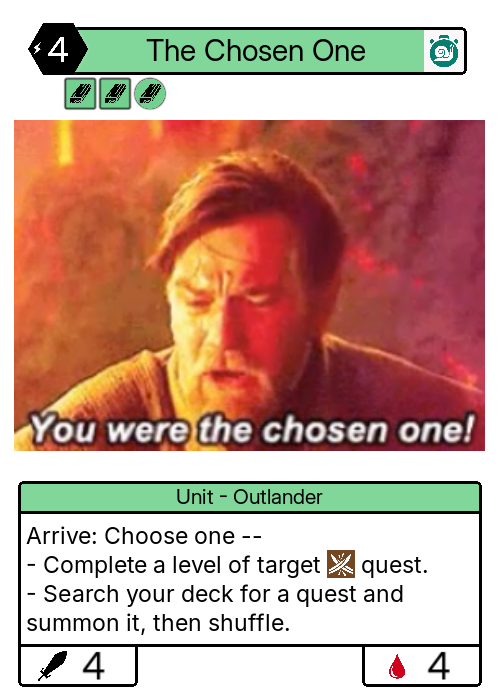 4
The Chosen One
You were the chosen one!
Unit - Outlander
Arrive: Choose one --
- Complete a level of target quest.
- Search your deck for a quest and
summon it, then shuffle.
4
4